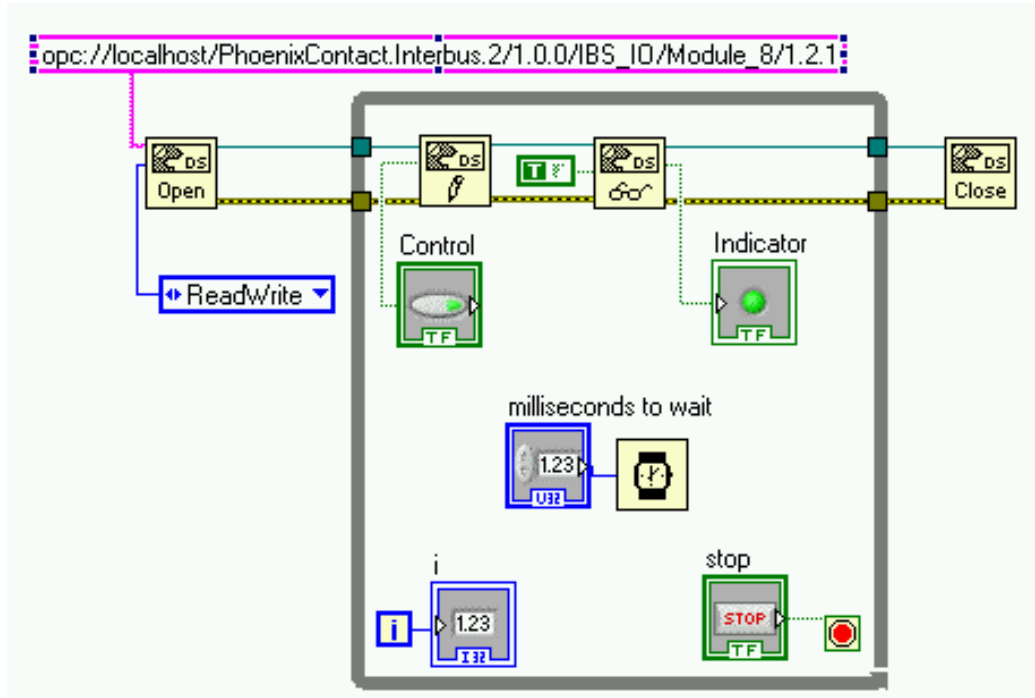 opc://localhost/PhoenixContact.Interbus.2/1.0.0/IBS_IO/Module_8/1.2.1
DS
Open
DS
T
DS
DS
Close
ReadWrite
Control
TF
Indicator
TF
milliseconds to wait
1.23
U32
i
i
1.23
I32
stop
STOP
TF